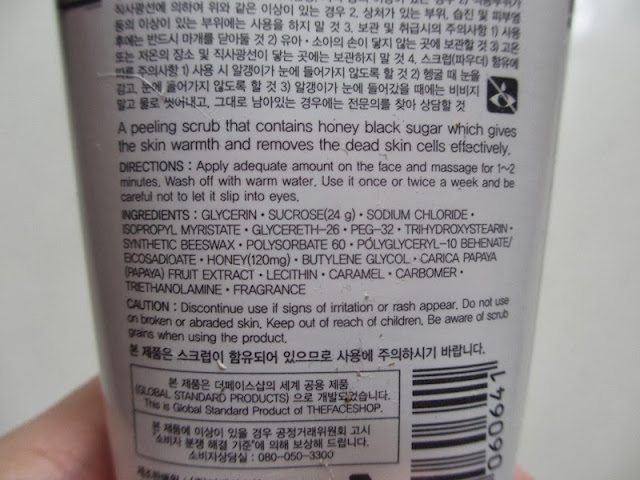 직사광선에 의하여 위와 같은 이상이 있는 경우 2. 상처가 있는 부위, 습진 및 피부염
등의 이상이 있는 부위에는 사용을 하지 말 것 3. 보관 및 취급시의 주의사항 1) 사용
후에는 반드시 마개를 닫아둘 것 2) 유아·소아의 손이 닿지 않는 곳에 보관할 것 3) 고온
또는 저온의 장소 및 직사광선이 닿는 곳에는 보관하지 말 것 4. 스크럽(파우더) 함유에
따른 주의사항 1) 사용 시 알갱이가 눈에 들어가지 않도록 할 것 2) 헹굴 때 눈을
감고, 눈에 들어가지 않도록 할 것 3) 알갱이가 눈에 들어갔을 때에는 비비지
말고 물로 씻어내고, 그대로 남아있는 경우에는 전문의를 찾아 상담할 것
A peeling scrub that contains honey black sugar which gives
the skin warmth and removes the dead skin cells effectively.
DIRECTIONS : Apply adequate amount on the face and massage for 1~2
minutes. Wash off with warm water. Use it once or twice a week and be
careful not to let it slip into eyes.
INGREDIENTS : GLYCERIN · SUCROSE(24 g) · SODIUM CHLORIDE ·
ISOPROPYL MYRISTATE · GLYCERETH-26 · PEG-32 · TRIHYDROXYSTEARIN ·
SYNTHETIC BEESWAX · POLYSORBATE 60 · POLYGLYCERYL-10 BEHENATE/
EICOSADIOATE · HONEY(120mg) · BUTYLENE GLYCOL · CARICA PAPAYA
(PAPAYA) FRUIT EXTRACT · LECITHIN · CARAMEL · CARBOMER ·
TRIETHANOLAMINE · FRAGRANCE
CAUTION : Discontinue use if signs of irritation or rash appear. Do not use
on broken or abraded skin. Keep out of reach of children. Be aware of scrub
grains when using the product.
본 제품은 스크럽이 함유되어 있으므로 사용에 주의하시기 바랍니다.
본 제품은 더페이스샵의 세계 공용 제품
(GLOBAL STANDARD PRODUCTS) 으로 개발되었습니다.
This is Global Standard Product of THEFACESHOP.
본 제품에 이상이 있을 경우 공정거래위원회 고시
"소비자 분쟁 해결 기준"에 의해 보상해 드립니다.
소비자상담실 : 080-050-3300
060641